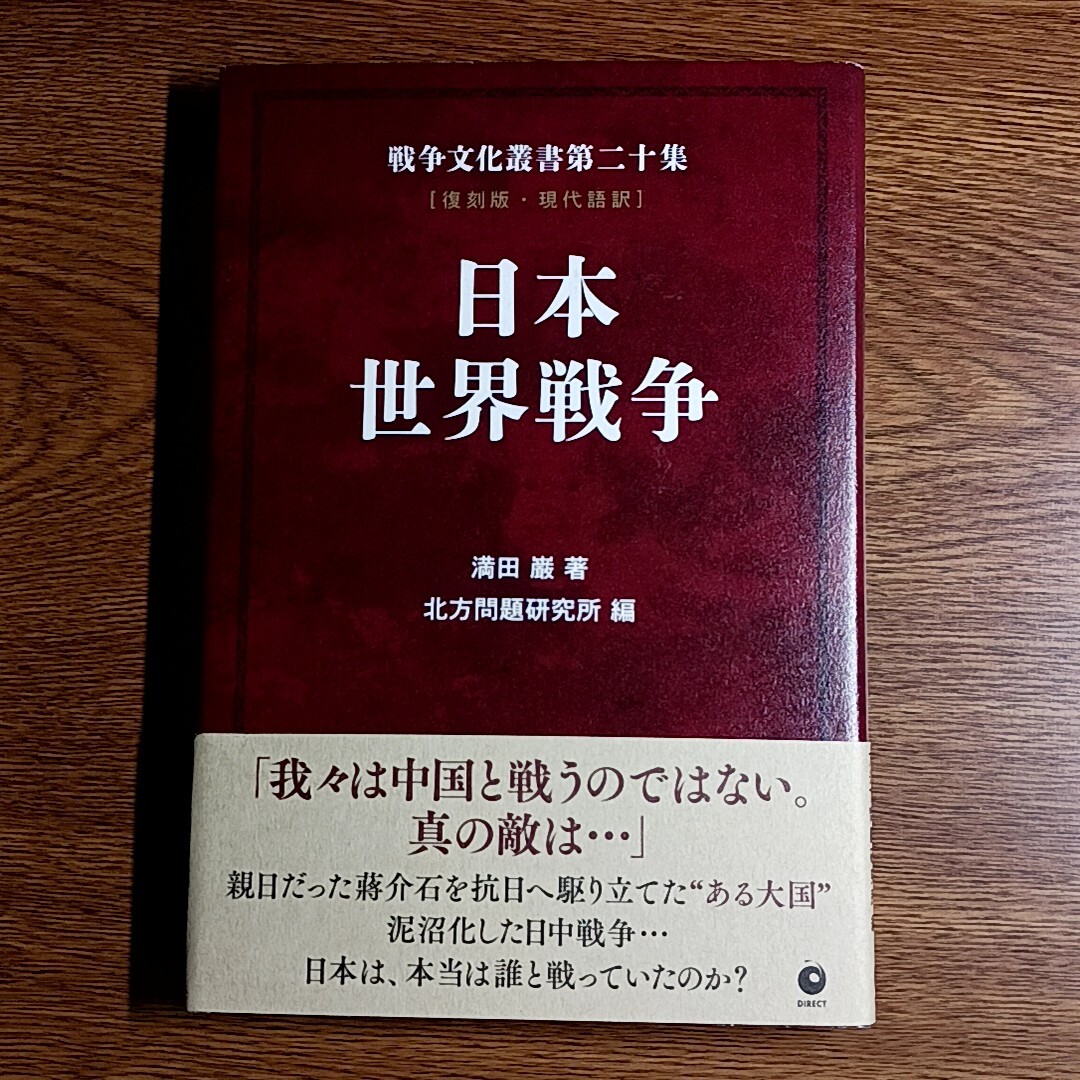 戦争文化叢書第二十集
[復刻版・現代語訳]
日本
世界戦争
満田 巌 著
北方問題研究所 編
「我々は中国と戦うのではない。
真の敵は…」
親日だった蔣介石を抗日へ駆り立てた“ある大国”
泥沼化した日中戦争…
日本は、本当は誰と戦っていたのか?
DIRECT